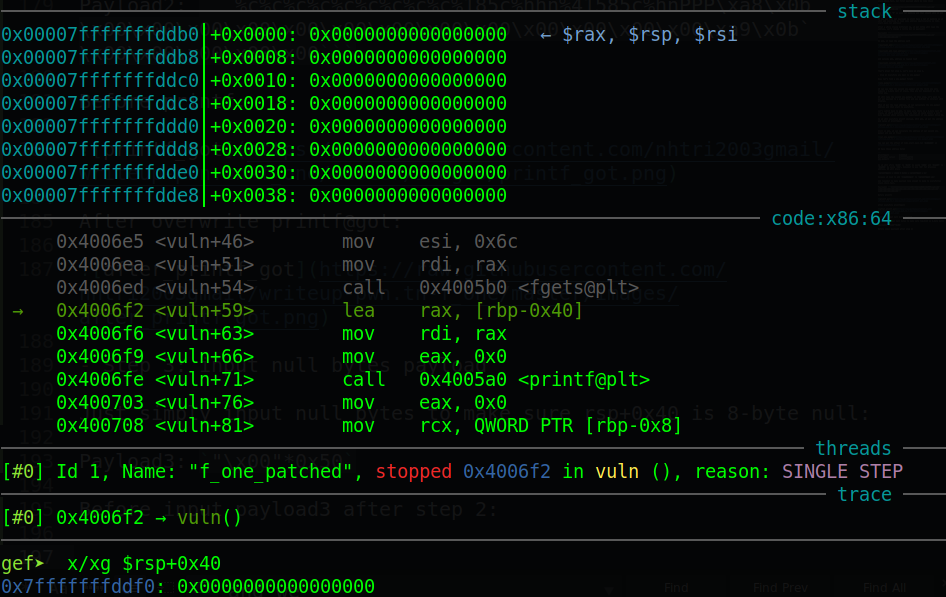 stack
0x00007fffffffddb0│+0x0000: 0x0000000000000000   ← $rax, $rsp, $rsi
0x00007fffffffddb8│+0x0008: 0x0000000000000000
0x00007fffffffddc0│+0x0010: 0x0000000000000000
0x00007fffffffddc8│+0x0018: 0x0000000000000000
0x00007fffffffddd0│+0x0020: 0x0000000000000000
0x00007fffffffddd8│+0x0028: 0x0000000000000000
0x00007fffffffdde0│+0x0030: 0x0000000000000000
0x00007fffffffdde8│+0x0038: 0x0000000000000000
code:x86:64
0x4006e5 <vuln+46>        mov    esi, 0x6c
0x4006ea <vuln+51>        mov    rdi, rax
0x4006ed <vuln+54>        call   0x4005b0 <fgets@plt>
→  0x4006f2 <vuln+59>        lea    rax, [rbp-0x40]
0x4006f6 <vuln+63>        mov    rdi, rax
0x4006f9 <vuln+66>        mov    eax, 0x0
0x4006fe <vuln+71>        call   0x4005a0 <printf@plt>
0x400703 <vuln+76>        mov    eax, 0x0
0x400708 <vuln+81>        mov    rcx, QWORD PTR [rbp-0x8]
threads
[#0] Id 1, Name: "f_one_patched", stopped 0x4006f2 in vuln (), reason: SINGLE STEP
trace
[#0] 0x4006f2 → vuln()
gef➤  x/xg $rsp+0x40
0x7fffffffddf0: 0x0000000000000000